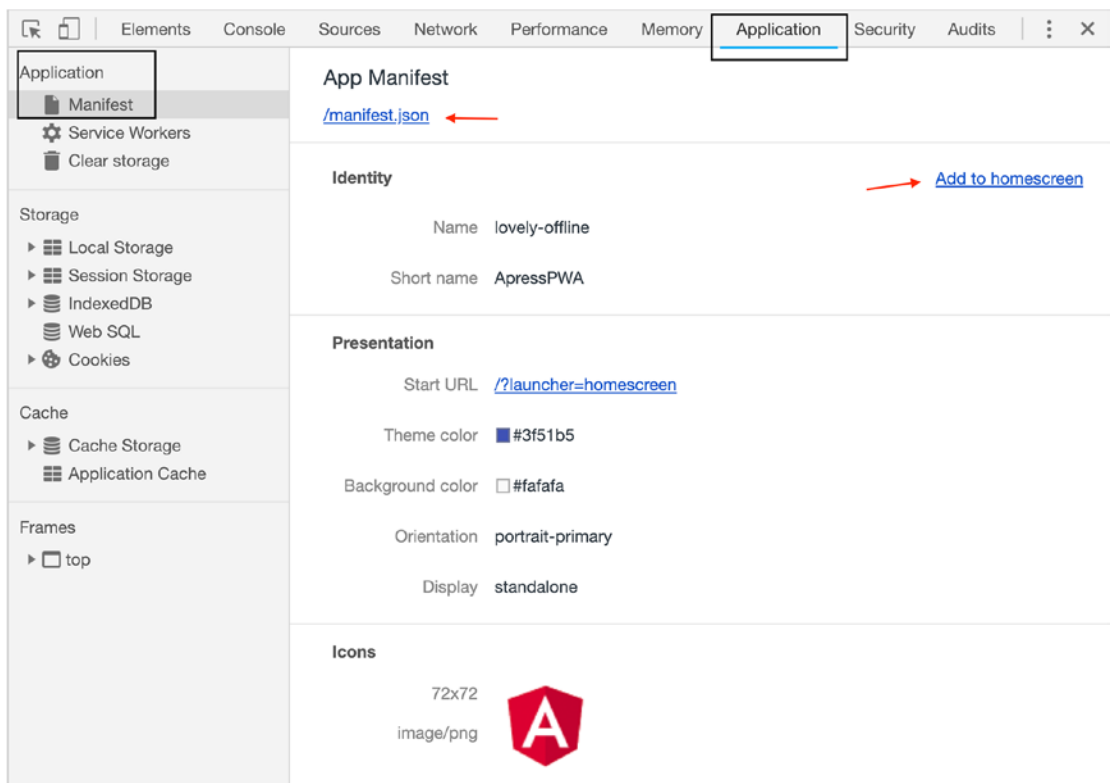 Elements Console Sources Network Performance Memory Application Security Audits
Application
Manifest
Service Workers
Clear storage
Storage
Local Storage
Session Storage
IndexedDB
Web SQL
Cookies
Cache
Cache Storage
Application Cache
Frames
top
App Manifest
/manifest.json
Identity Add to homescreen
Name lovely-offline
Short name ApressPWA
Presentation
Start URL /?launcher=homescreen
Theme color #3f51b5
Background color #fafafa
Orientation portrait-primary
Display standalone
Icons
72x72
image/png
A